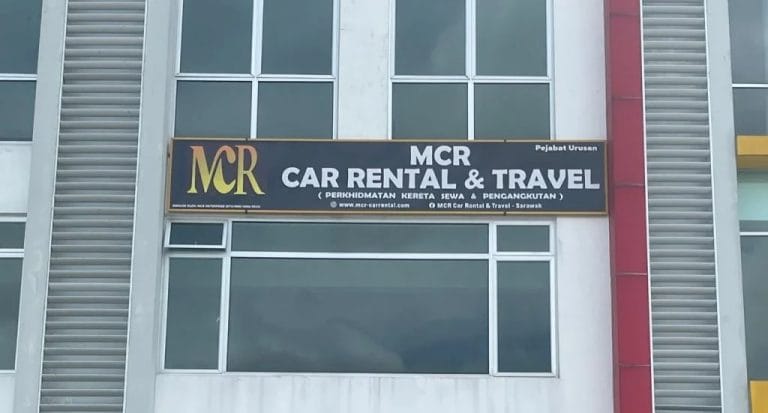 Pejabat Urusan
MCR
MCR
CAR RENTAL & TRAVEL
( PERKHIDMATAN KERETA SEWA & PENGANGKUTAN )
www.mcr-carrental.com MCR Car Rental & Travel - Sarawak